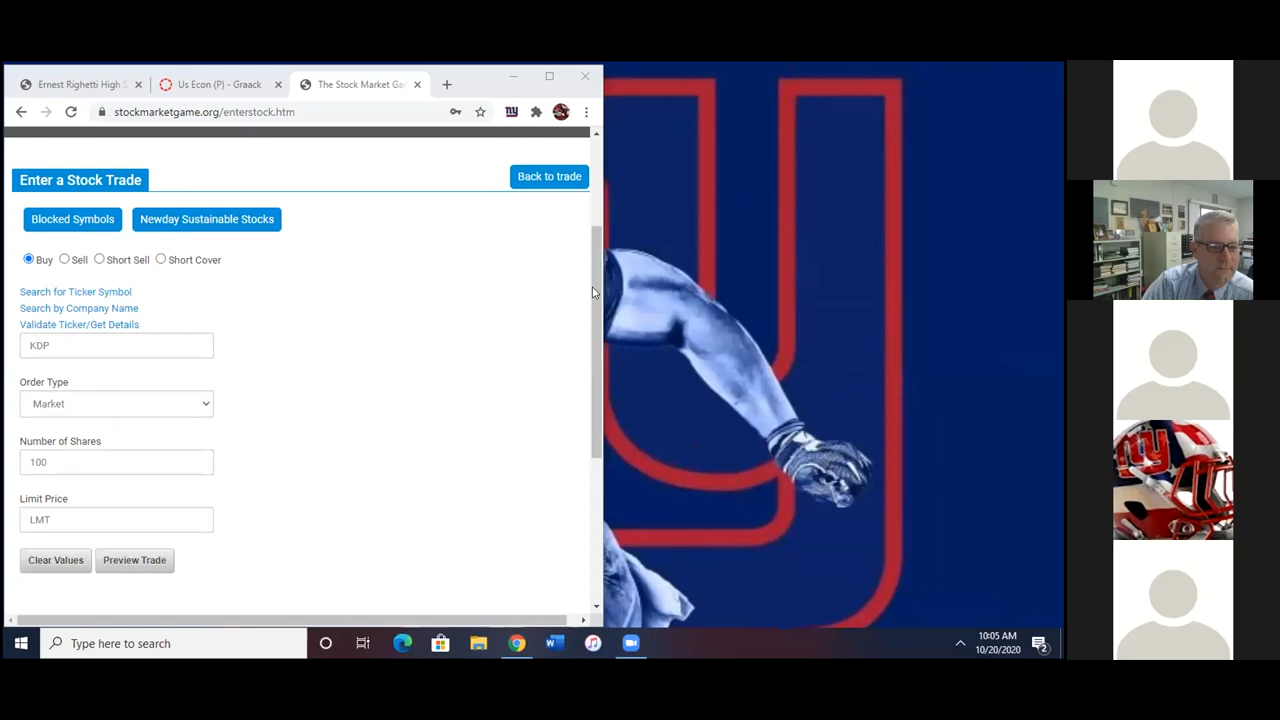 Ernest Righetti High S
Us Econ (P) - Graack
The Stock Market Ga
stockmarketgame.org/enterstock.htm
ny
Enter a Stock Trade
Back to trade
Blocked Symbols
Newday Sustainable Stocks
Buy
Sell
Short Sell
Short Cover
Search for Ticker Symbol
Search by Company Name
Validate Ticker/Get Details
KDP
Order Type
Market
Number of Shares
100
Limit Price
LMT
Clear Values
Preview Trade
ny
Type here to search
10:05 AM
10/20/2020
2